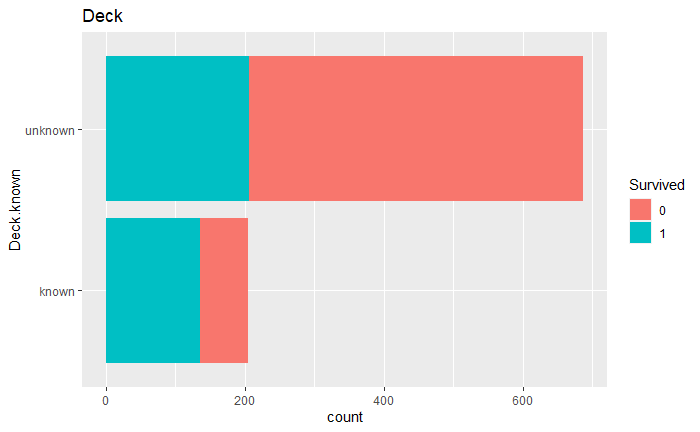 Deck
unknown
known
Deck.known
0
200
400
600
count
Survived
0
1